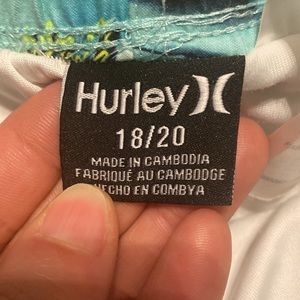 Hurley
18/20
MADE IN CAMBODIA
FABRIQUÉ AU CAMBODGE
HECHO EN COMBYA